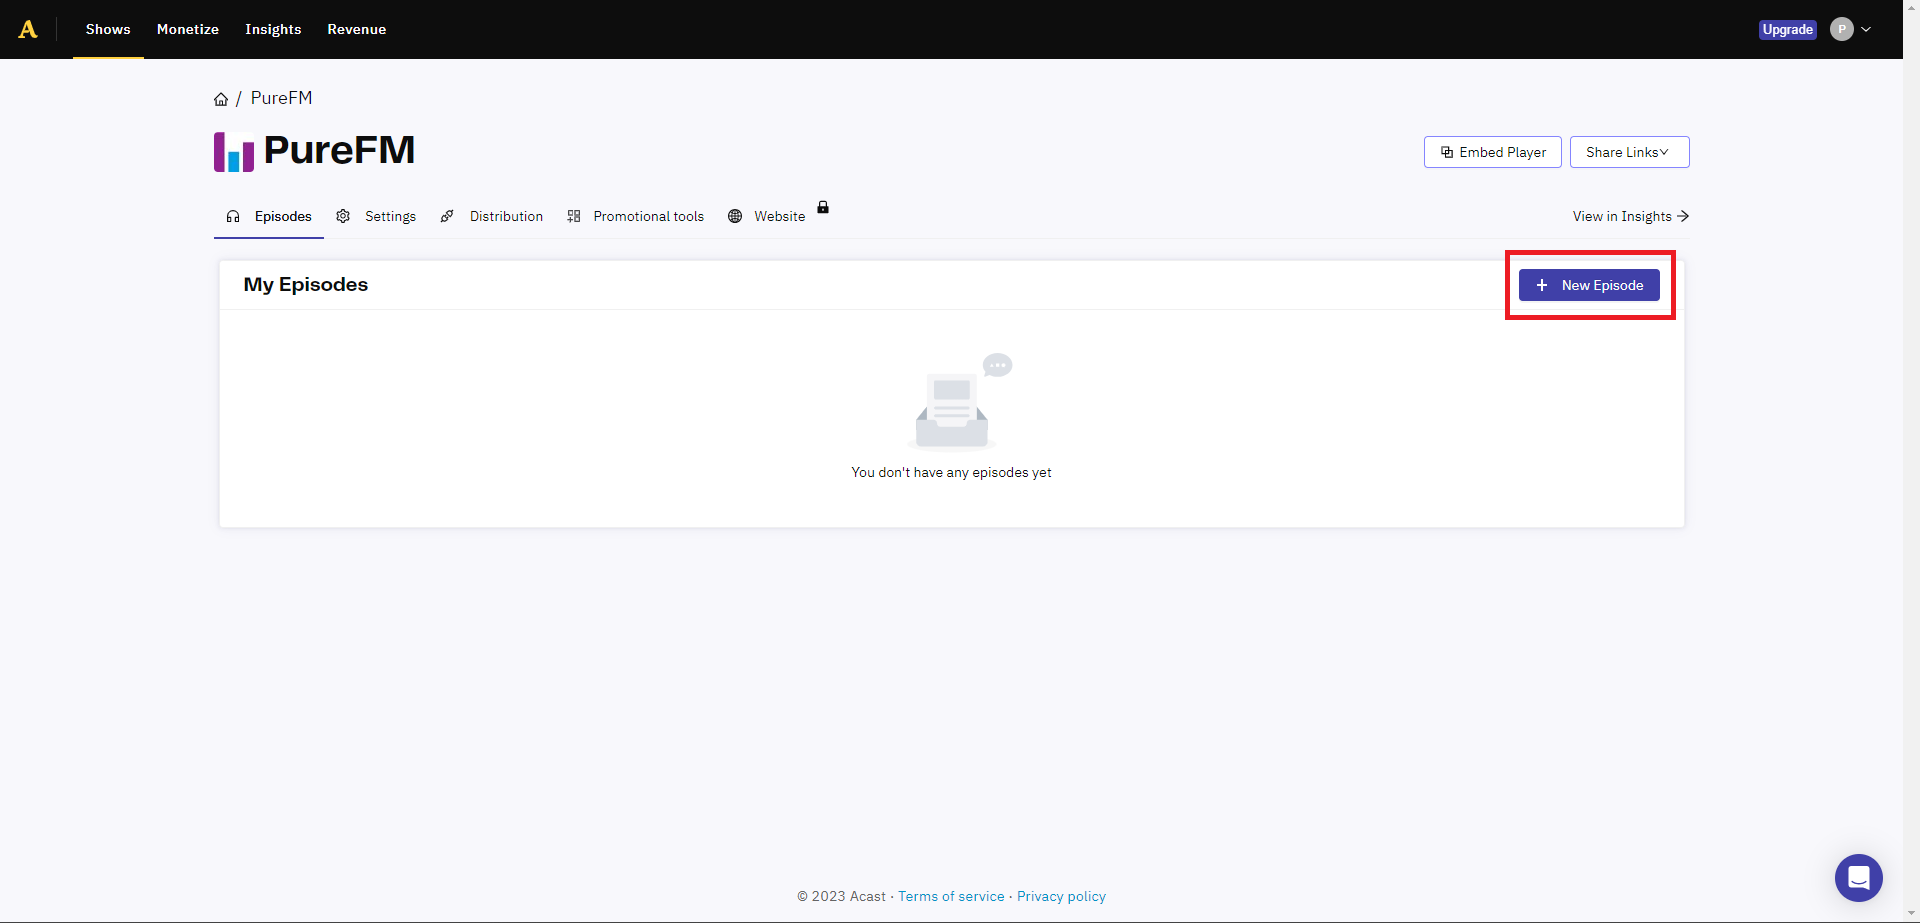 A Shows Monetize Insights Revenue Upgrade P
/ PureFM
PureFM Embed Player Share Links
Episodes Settings Distribution Promotional tools Website View in Insights
My Episodes + New Episode
You don't have any episodes yet
© 2023 Acast · Terms of service · Privacy policy